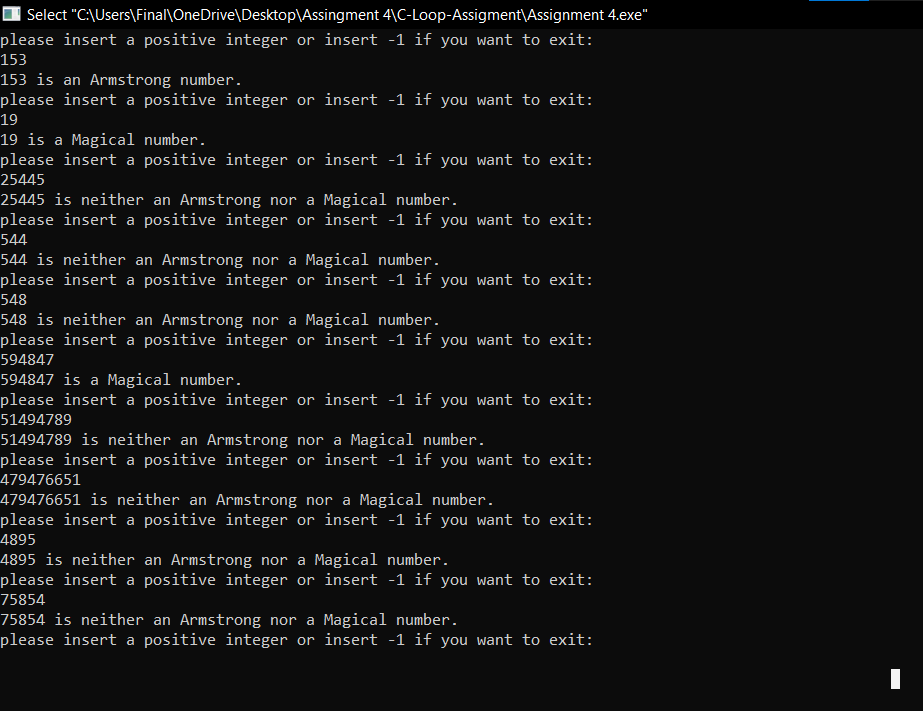 Select "C:\Users\Final\OneDrive\Desktop\Assingment 4\C-Loop-Assigment\Assignment 4.exe"
please insert a positive integer or insert -1 if you want to exit:
153
153 is an Armstrong number.
please insert a positive integer or insert -1 if you want to exit:
19
19 is a Magical number.
please insert a positive integer or insert -1 if you want to exit:
25445
25445 is neither an Armstrong nor a Magical number.
please insert a positive integer or insert -1 if you want to exit:
544
544 is neither an Armstrong nor a Magical number.
please insert a positive integer or insert -1 if you want to exit:
548
548 is neither an Armstrong nor a Magical number.
please insert a positive integer or insert -1 if you want to exit:
594847
594847 is a Magical number.
please insert a positive integer or insert -1 if you want to exit:
51494789
51494789 is neither an Armstrong nor a Magical number.
please insert a positive integer or insert -1 if you want to exit:
479476651
479476651 is neither an Armstrong nor a Magical number.
please insert a positive integer or insert -1 if you want to exit:
4895
4895 is neither an Armstrong nor a Magical number.
please insert a positive integer or insert -1 if you want to exit:
75854
75854 is neither an Armstrong nor a Magical number.
please insert a positive integer or insert -1 if you want to exit: